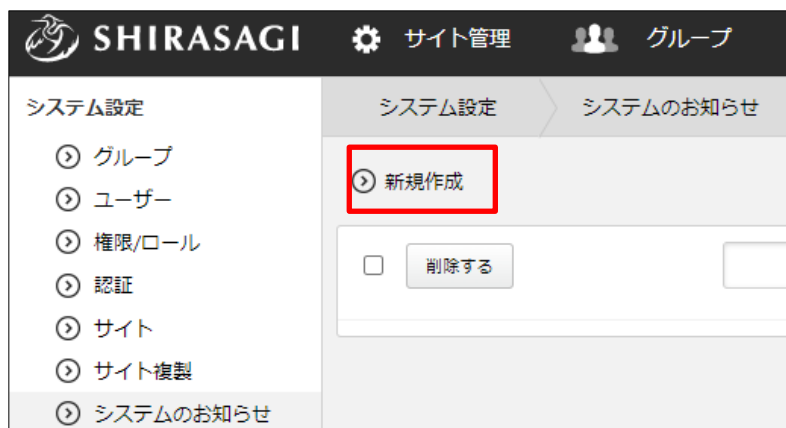 SHIRASAGI サイト管理 グループ
システム設定
グループ
ユーザー
権限/ロール
認証
サイト
サイト複製
システムのお知らせ
システム設定 システムのお知らせ
新規作成
削除する